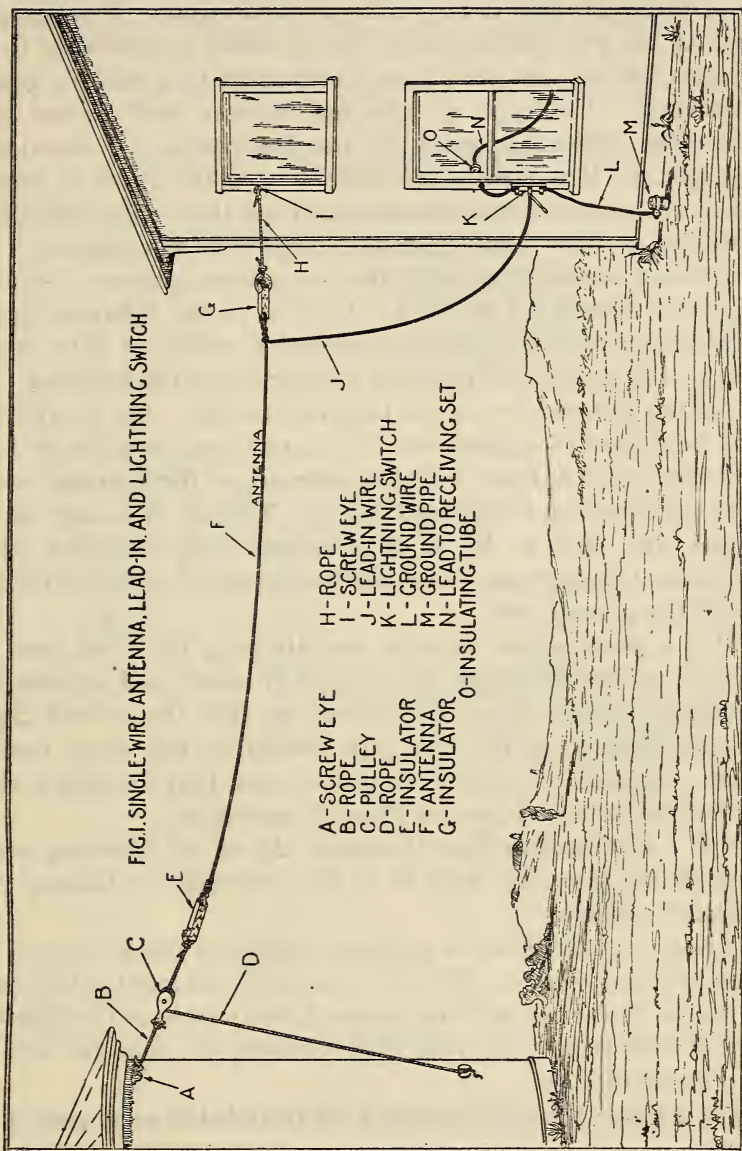 FIG.1. SINGLE-WIRE ANTENNA, LEAD-IN, AND LIGHTNING SWITCH
A
B
C
D
E
F
ANTENNA
G
H
I
J
K
L
M
N
O
A - SCREW EYE
B - ROPE
C - PULLEY
D - ROPE
E - INSULATOR
F - ANTENNA
G - INSULATOR
H - ROPE
I - SCREW EYE
J - LEAD-IN WIRE
K - LIGHTNING SWITCH
L - GROUND WIRE
M - GROUND PIPE
N - LEAD TO RECEIVING SET
O - INSULATING TUBE